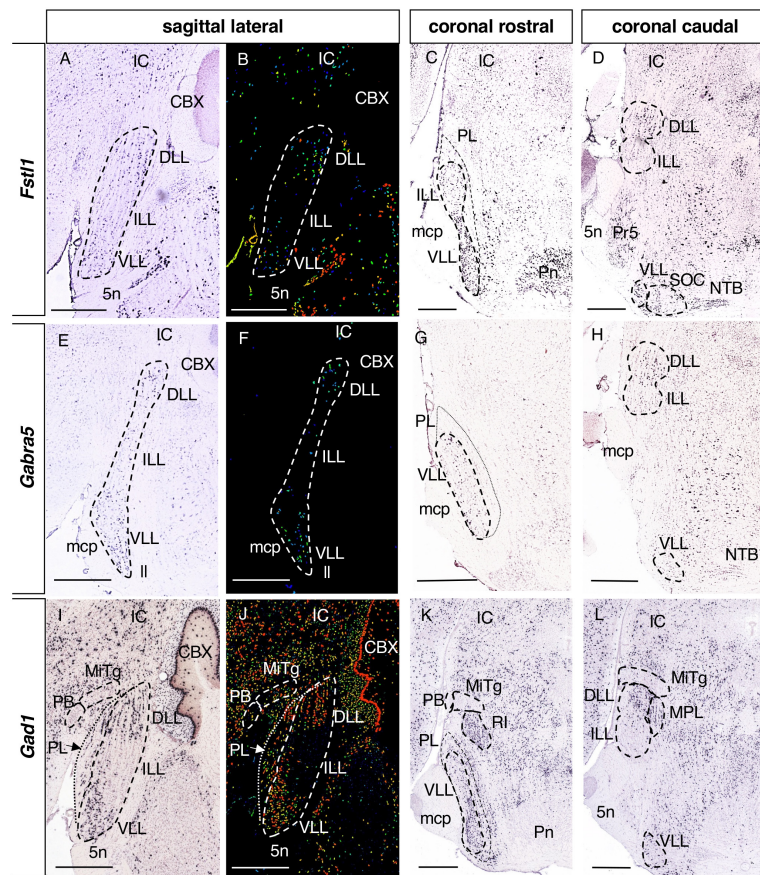 sagittal lateral
coronal rostral
coronal caudal
Fstl1
A
IC
CBX
DLL
ILL
VLL
5n
B
IC
CBX
DLL
ILL
VLL
5n
C
IC
PL
ILL
mcp
VLL
Pn
D
IC
DLL
ILL
5n
Pr5
VLL
SOC
NTB
Gabra5
E
IC
CBX
DLL
ILL
mcp
VLL
ll
F
IC
CBX
DLL
ILL
mcp
VLL
ll
G
PL
VLL
mcp
H
DLL
ILL
mcp
VLL
NTB
Gad1
I
IC
CBX
MiTg
PB
DLL
PL
ILL
VLL
5n
J
IC
CBX
MiTg
PB
DLL
PL
ILL
VLL
5n
K
IC
MiTg
PB
RI
PL
VLL
mcp
Pn
L
IC
MiTg
DLL
MPL
ILL
5n
VLL